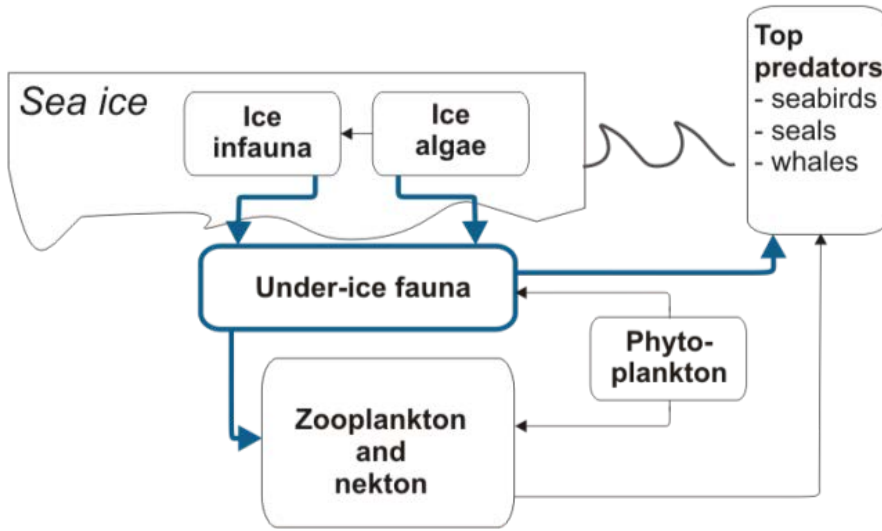 Sea ice
Ice
infauna
Ice
algae
Top
predators
- seabirds
- seals
- whales
Under-ice fauna
Phyto-
plankton
Zooplankton
and
nekton